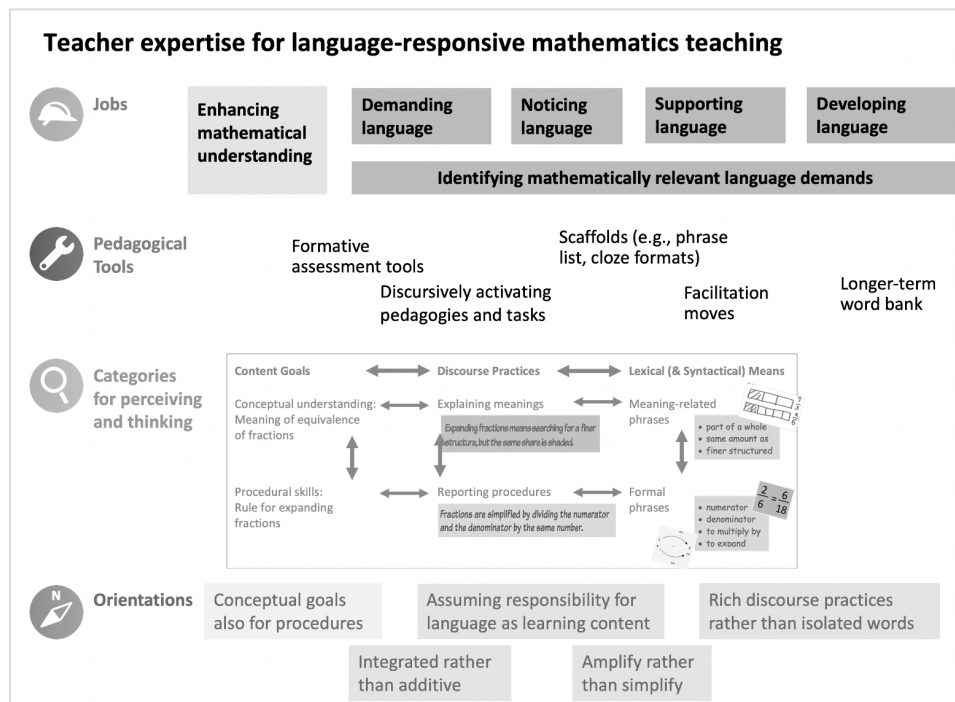 Teacher expertise for language-responsive mathematics teaching
Jobs
Enhancing
mathematical
understanding
Demanding
language
Noticing
language
Supporting
language
Developing
language
Identifying mathematically relevant language demands
Pedagogical
Tools
Formative
assessment tools
Discursively activating
pedagogies and tasks
Scaffolds (e.g., phrase
list, cloze formats)
Facilitation
moves
Longer-term
word bank
Categories
for perceiving
and thinking
Content Goals
Discourse Practices
Lexical (& Syntactical) Means
Conceptual understanding:
Meaning of equivalence
of fractions
Explaining meanings
Expanding fractions means searching for a finer
structure, but the same share is shaded.
Meaning-related
phrases
• part of a whole
• same amount as
• finer structured
Procedural skills:
Rule for expanding
fractions
Reporting procedures
Fractions are simplified by dividing the numerator
and the denominator by the same number.
Formal
phrases
2/6 = 6/18
• numerator
• denominator
• to multiply by
• to expand
N
Orientations
Conceptual goals
also for procedures
Assuming responsibility for
language as learning content
Rich discourse practices
rather than isolated words
Integrated rather
than additive
Amplify rather
than simplify